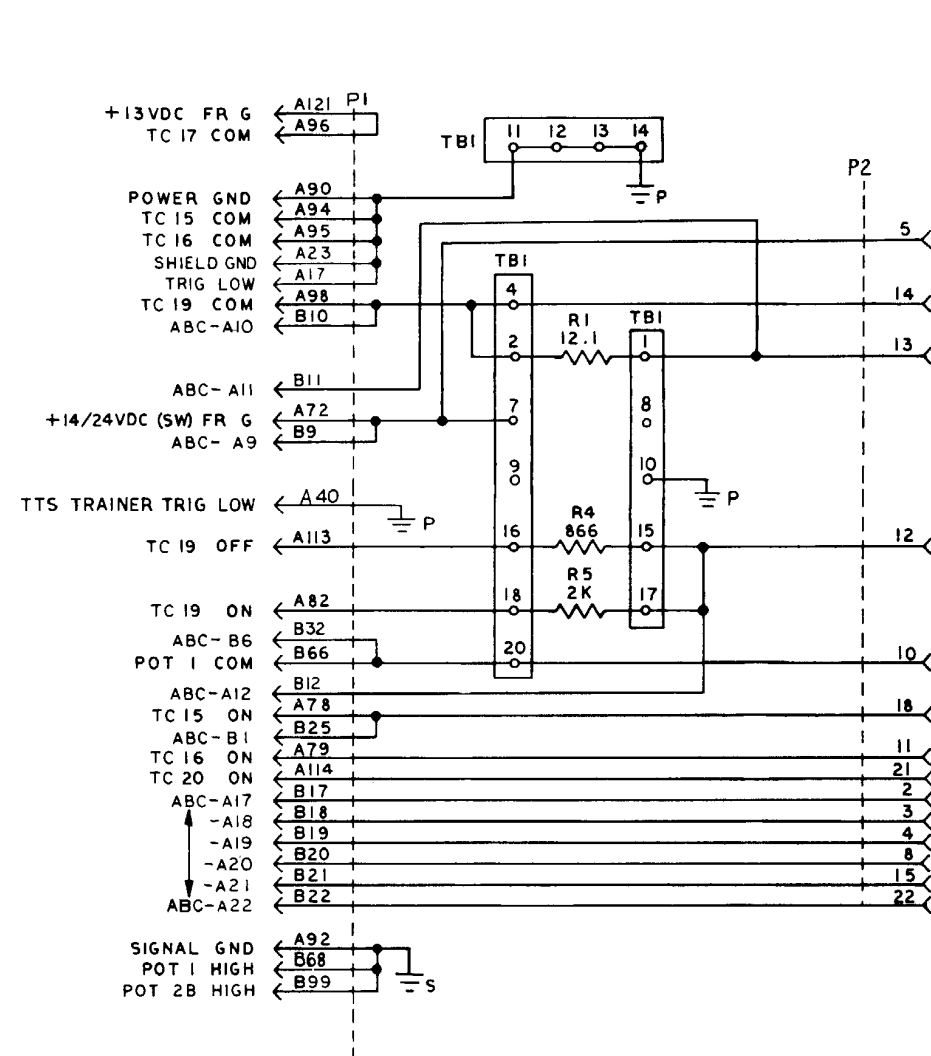 +13VDC FR G A121 P1
TC 17 COM A96
TB1 11 12 13 14
P
P2
POWER GND A90
TC 15 COM A94
TC 16 COM A95
5
SHIELD GND A23
TB1
TRIG LOW A17
TC 19 COM A98
4
14
ABC-A10 B10
R1
12.1
TB1
2
1
13
ABC-A11 B11
+14/24VDC (SW) FR G A72
7
8
ABC-A9 B9
9
10
P
TTS TRAINER TRIG LOW A40
P
R4
866
TC 19 OFF A113
16
15
12
R5
2K
TC 19 ON A82
18
17
ABC-B6 B32
POT 1 COM B66
20
10
ABC-A12 B12
TC 15 ON A78
18
ABC-B1 B25
TC 16 ON A79
11
TC 20 ON A114
21
ABC-A17 B17
2
-A18 B18
3
-A19 B19
4
-A20 B20
8
-A21 B21
15
ABC-A22 B22
22
SIGNAL GND A92
POT 1 HIGH B68
POT 2B HIGH B99
S